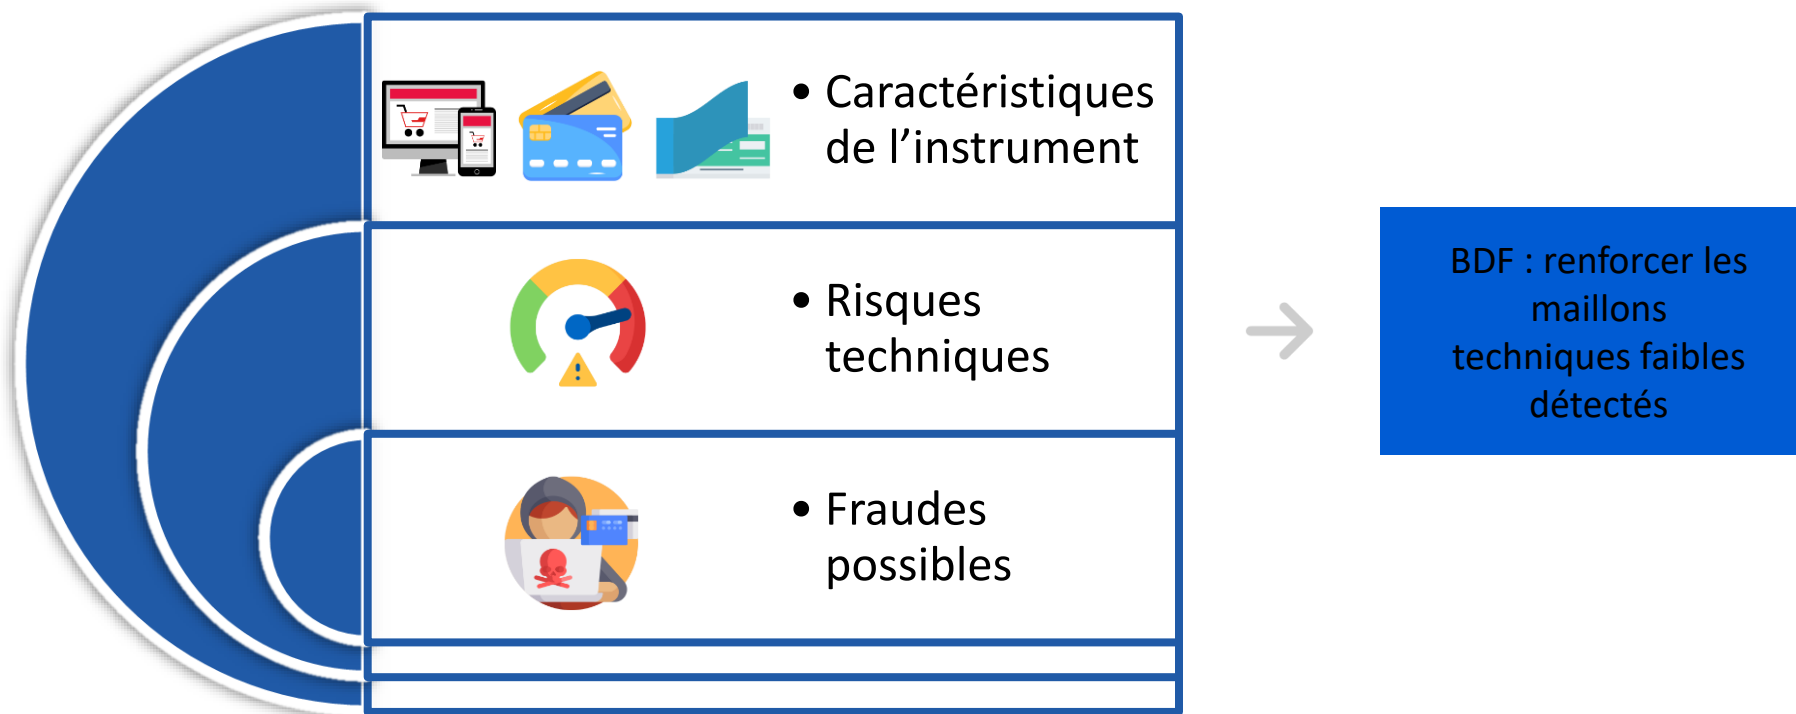 • Caractéristiques
de l’instrument
• Risques
techniques
• Fraudes
possibles
BDF : renforcer les
maillons
techniques faibles
détectés